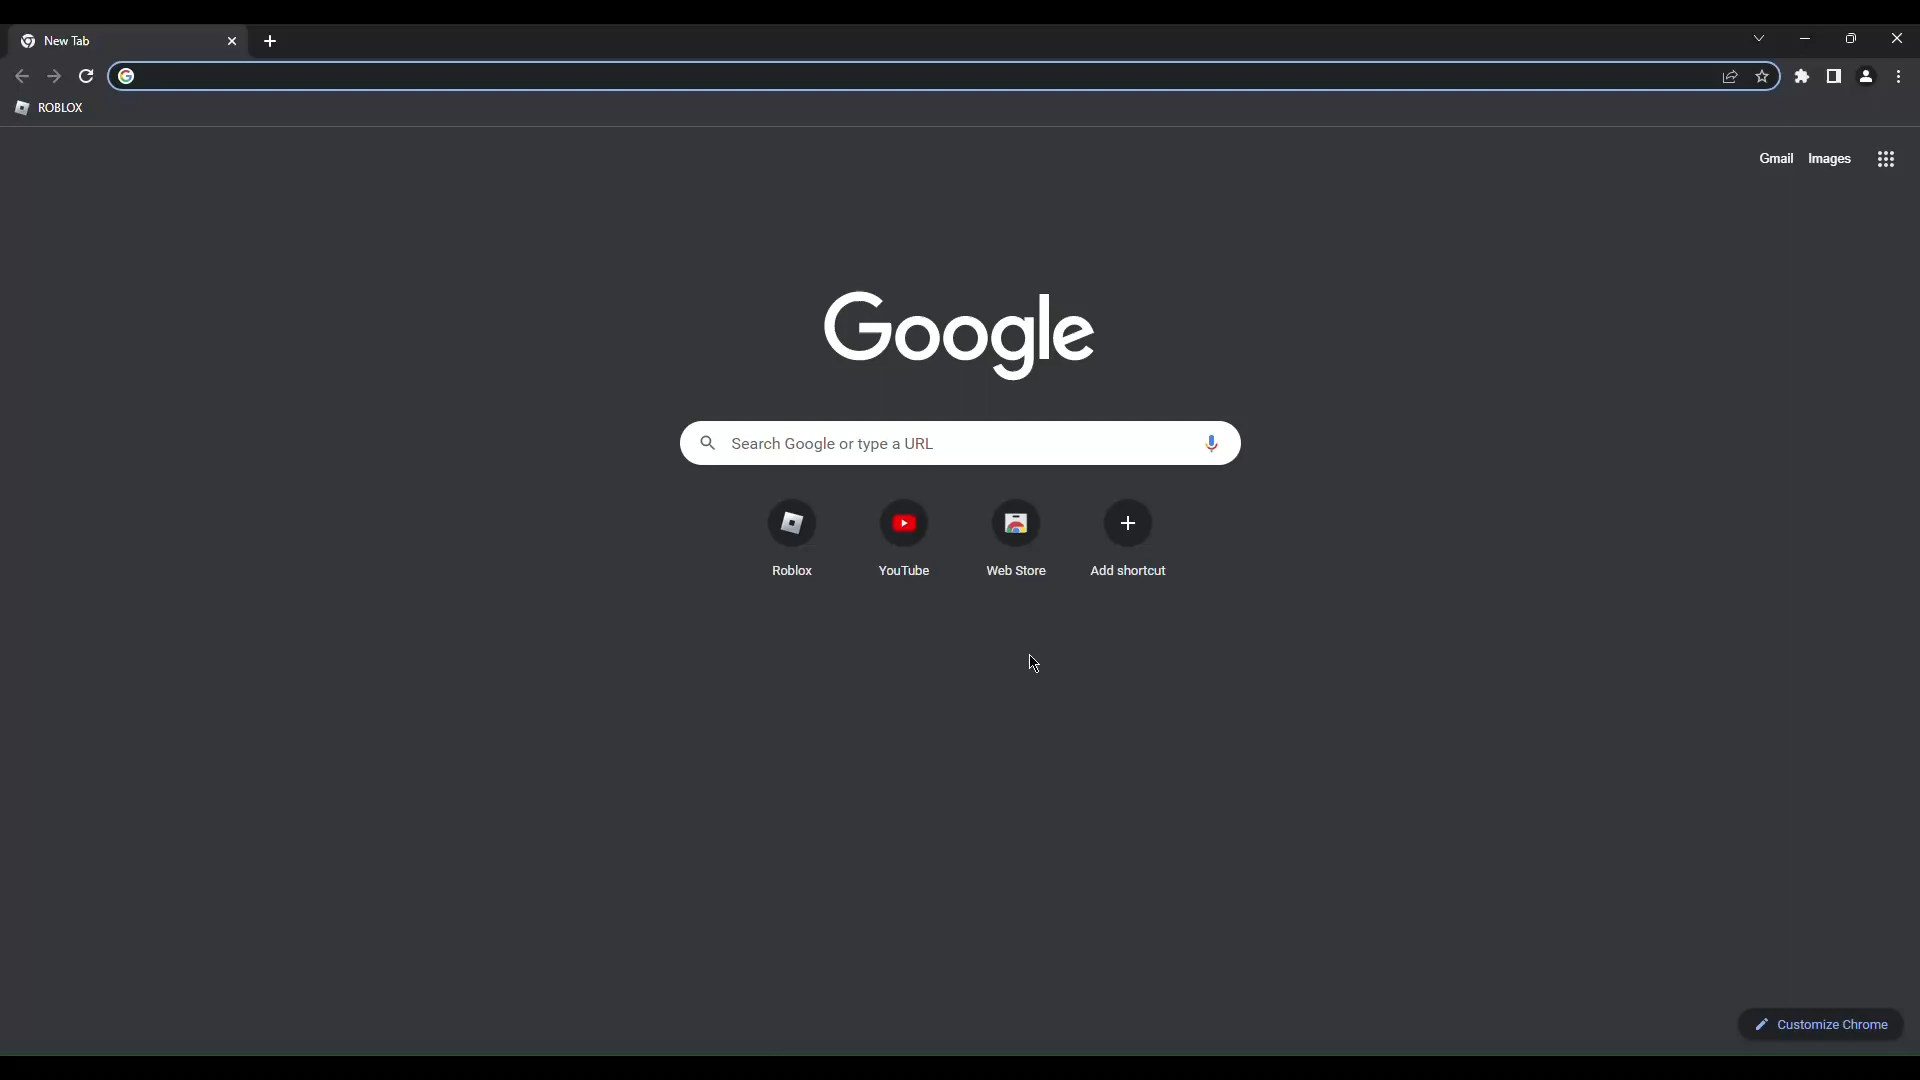 New Tab
ROBLOX
Gmail Images
Google
Search Google or type a URL
Roblox YouTube Web Store Add shortcut
Customize Chrome